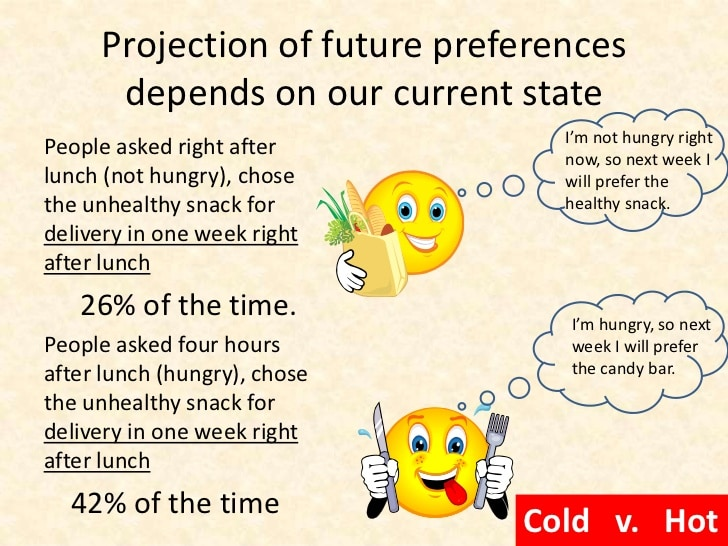 Projection of future preferences
depends on our current state
People asked right after
lunch (not hungry), chose
the unhealthy snack for
delivery in one week right
after lunch
26% of the time.
People asked four hours
after lunch (hungry), chose
the unhealthy snack for
delivery in one week right
after lunch
42% of the time
I’m not hungry right
now, so next week I
will prefer the
healthy snack.
I’m hungry, so next
week I will prefer
the candy bar.
Cold v. Hot